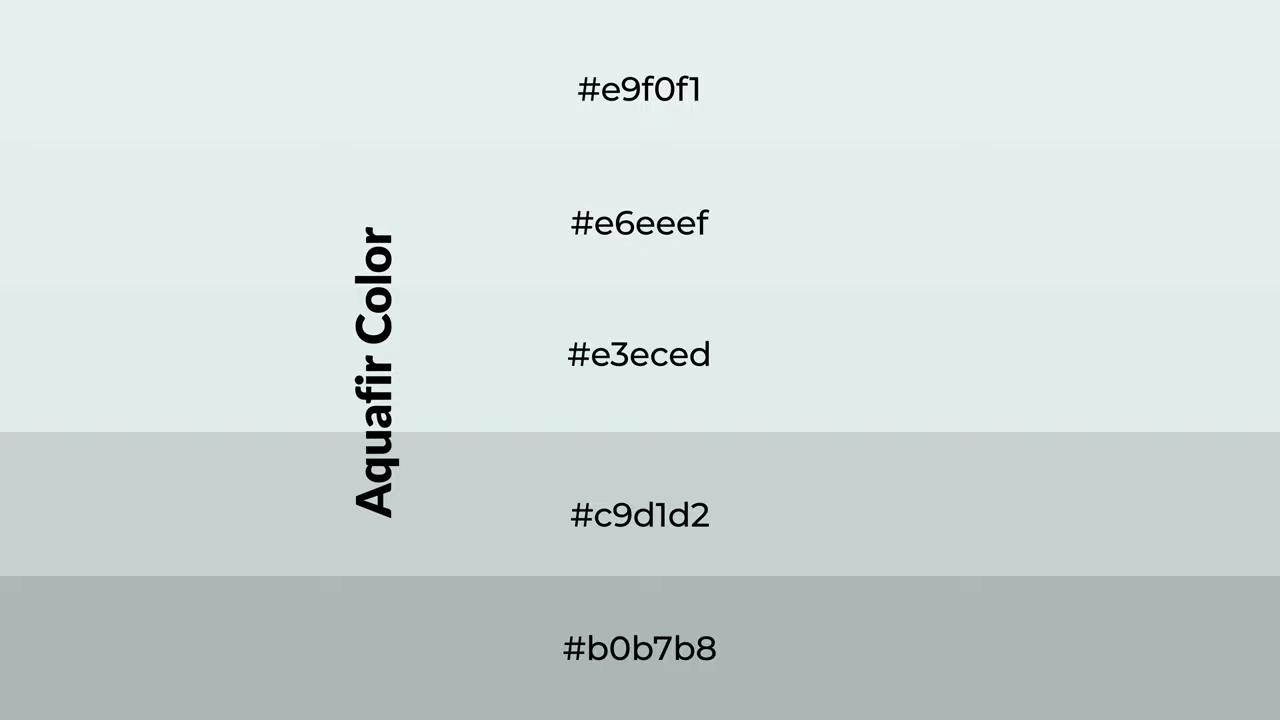 Aquafir Color
#e9f0f1
#e6eeef
#e3eced
#c9d1d2
#b0b7b8